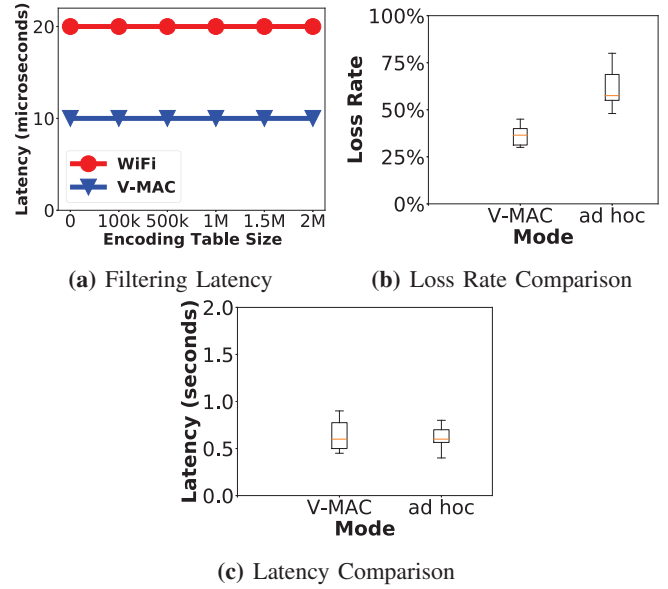 Latency (microseconds)
20
10
0
WiFi
V-MAC
0 100k 500k 1M 1.5M 2M
Encoding Table Size
(a) Filtering Latency
Loss Rate
75%
50%
25%
0%
V-MAC ad hoc
Mode
(b) Loss Rate Comparison
Latency (seconds)
2.0
1.5
1.0
0.5
0.0
V-MAC ad hoc
Mode
(c) Latency Comparison